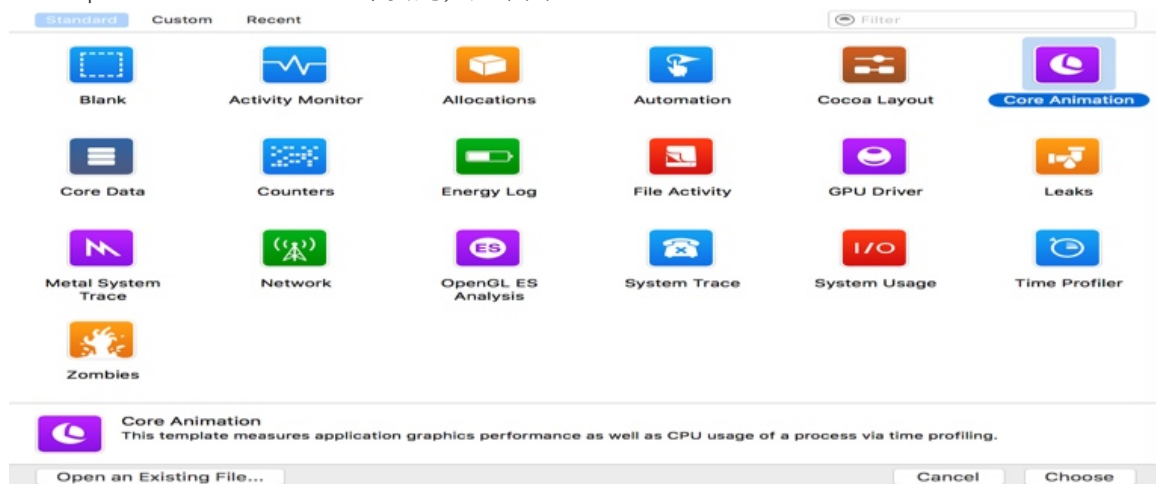 Standard Custom Recent Filter
Blank Activity Monitor Allocations Automation Cocoa Layout Core Animation
Core Data Counters Energy Log File Activity GPU Driver Leaks
Metal System Trace Network OpenGL ES Analysis System Trace System Usage Time Profiler
ES
I/O
Zombies
Core Animation
This template measures application graphics performance as well as CPU usage of a process via time profiling.
Open an Existing File... Cancel Choose